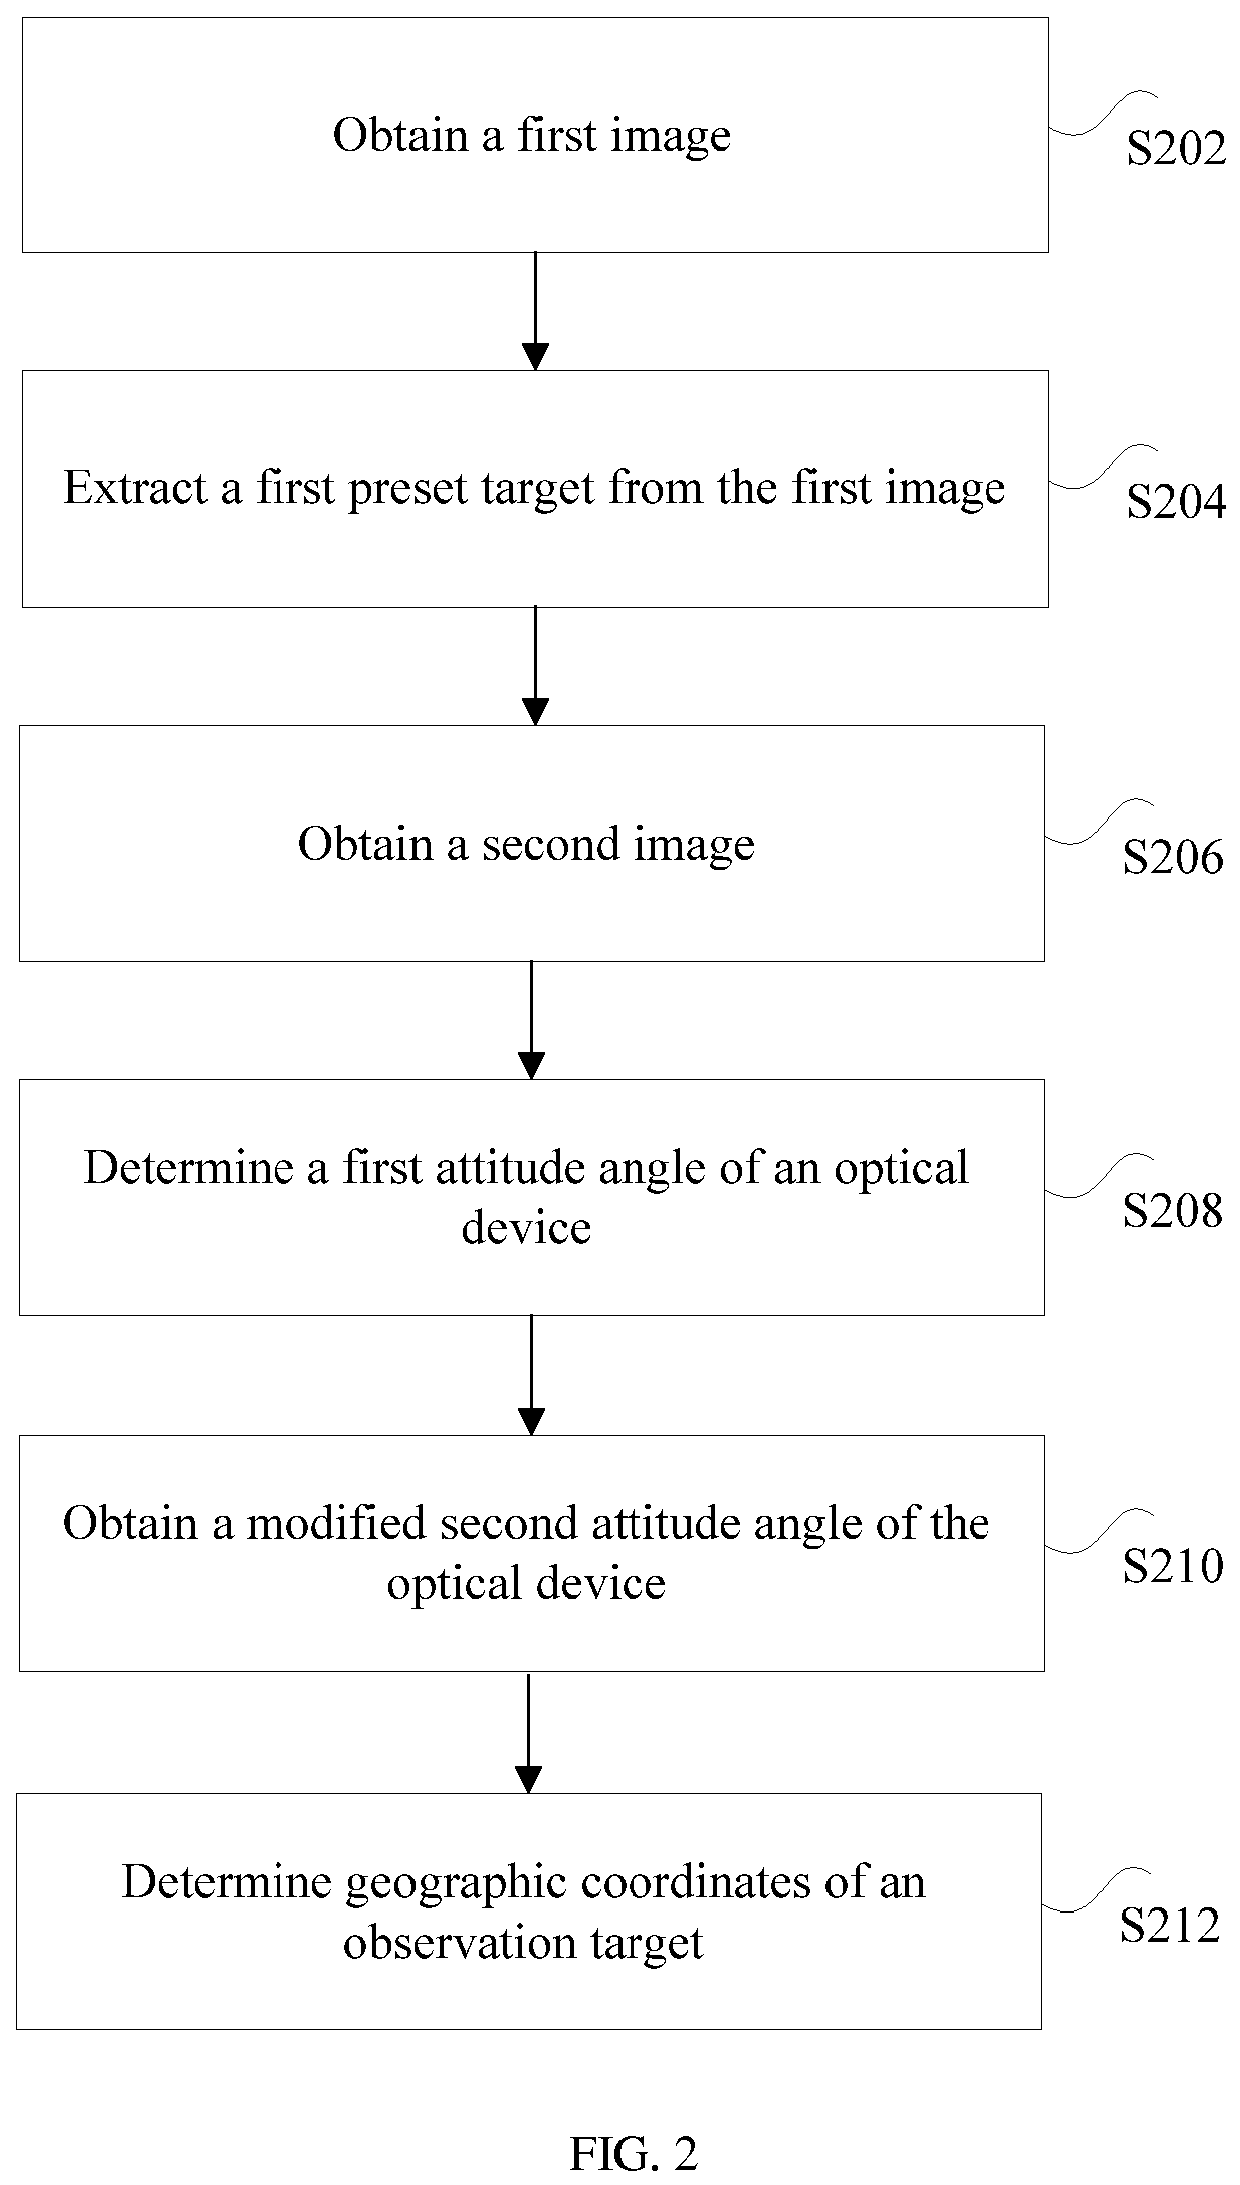 Obtain a first image
S202
Extract a first preset target from the first image
S204
Obtain a second image
S206
Determine a first attitude angle of an optical
device
S208
Obtain a modified second attitude angle of the
optical device
S210
Determine geographic coordinates of an
observation target
S212
FIG. 2